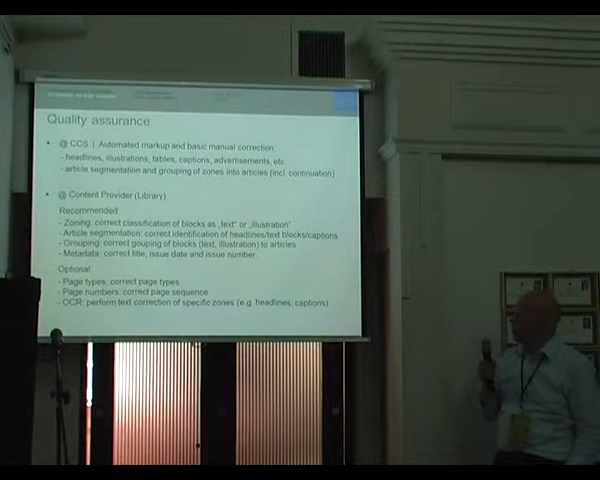 Quality assurance
• @ CCS | Automated markup and basic manual correction:
- headlines, illustrations, tables, captions, advertisements, etc.
- article segmentation and grouping of zones into articles (incl. continuation)
• @ Content Provider (Library)
Recommended:
- Zoning: correct classification of blocks as „text" or „illustration"
- Article segmentation: correct identification of headlines/text blocks/captions
- Grouping: correct gouping of blocks (text, illustration) to articles
- Metadata: correct title, issue date and issue number
Optional:
- Page types: correct page types
- Page numbers: correct page sequence
- OCR: perform text correction of specific zones (e.g. headlines, captions)